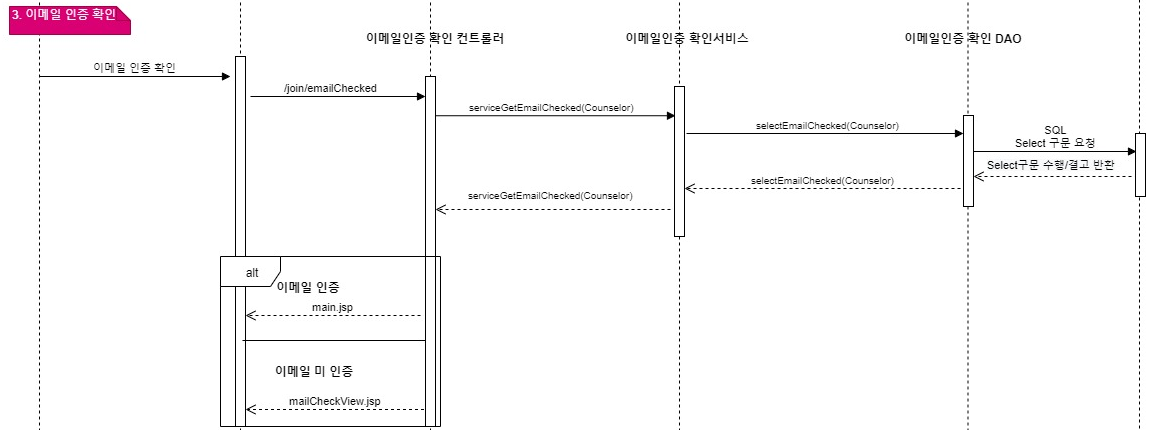 3. 이메일 인증 확인
이메일인증 확인 컨트롤러
이메일인중 확인서비스
이메일인증 확인 DAO
이메일 인증 확인
/join/emailChecked
serviceGetEmailChecked(Counselor)
selectEmailChecked(Counselor)
SQL
Select 구문 요청
Select구문 수행/결고 반환
selectEmailChecked(Counselor)
serviceGetEmailChecked(Counselor)
alt
이메일 인증
main.jsp
이메일 미 인증
mailCheckView.jsp